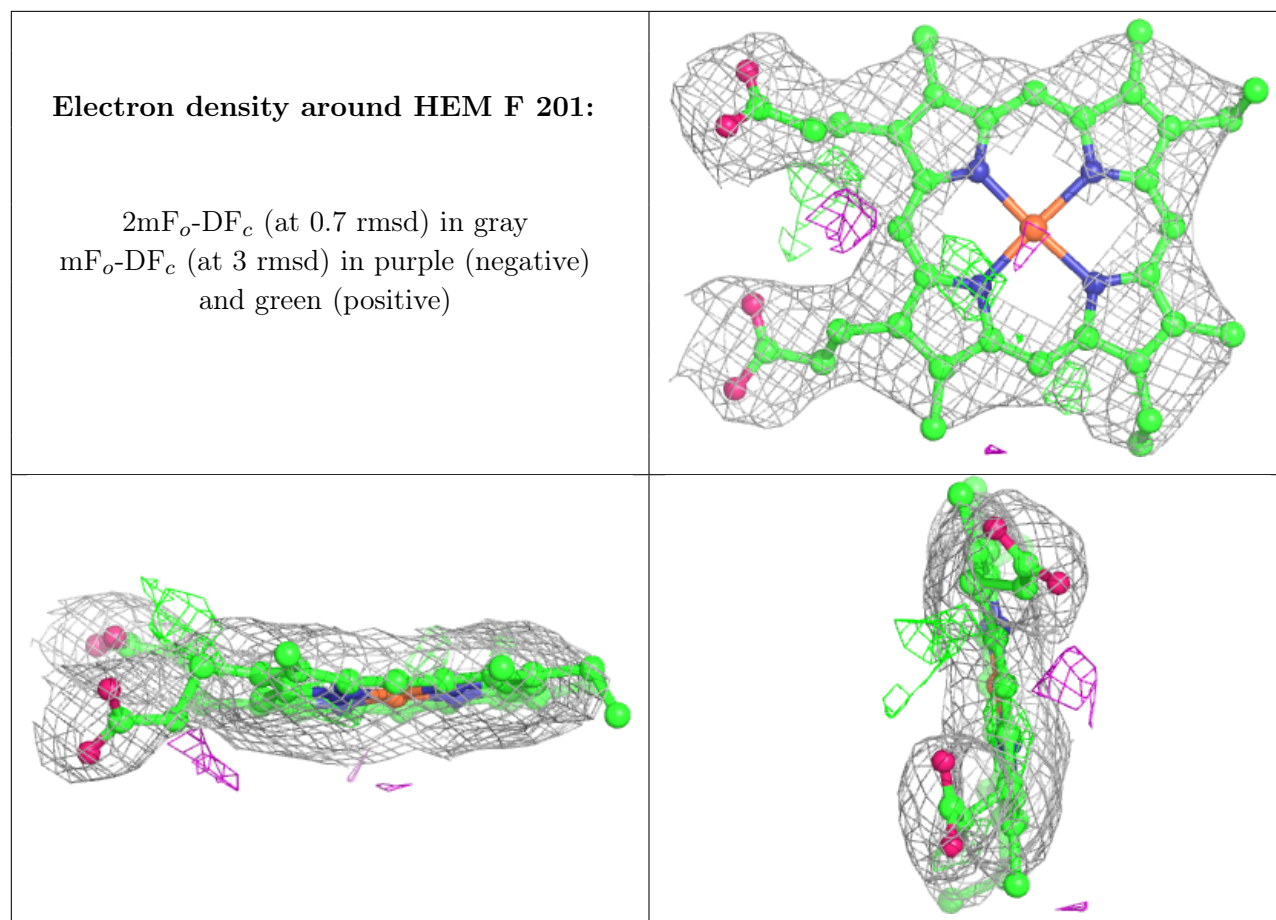 Electron density around HEM F 201:
2mFo-DFc (at 0.7 rmsd) in gray
mFo-DFc (at 3 rmsd) in purple (negative)
and green (positive)